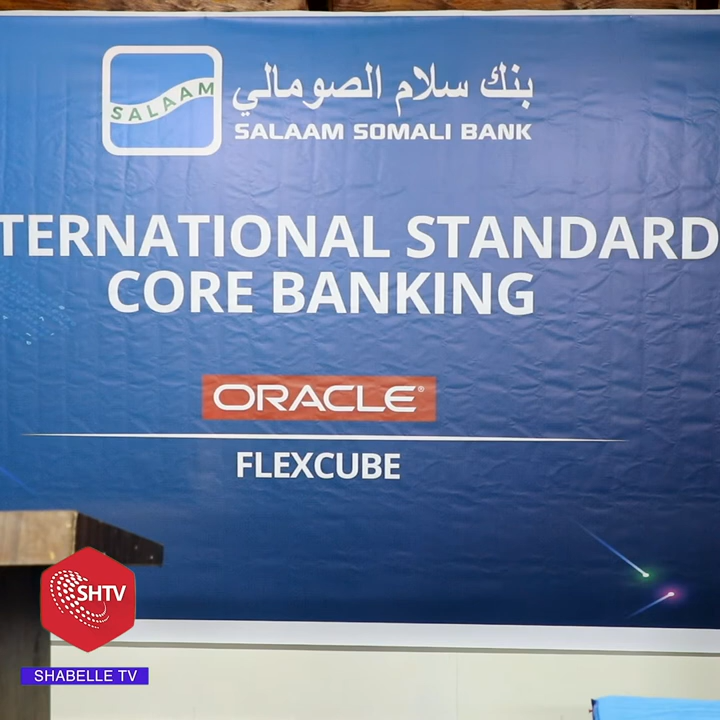 SALAAM
بنك سلام الصومالي
SALAAM SOMALI BANK
TERNATIONAL STANDARD
CORE BANKING
ORACLE®
FLEXCUBE
SHTV
SHABELLE TV